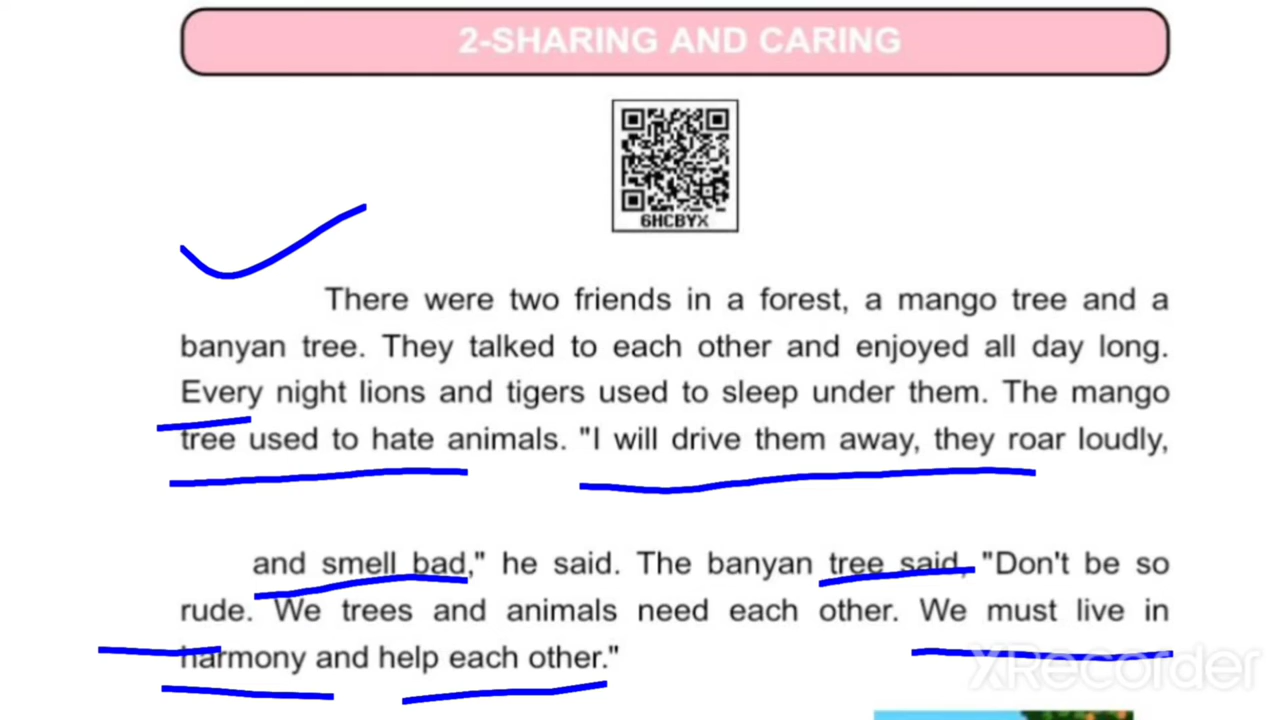 2-SHARING AND CARING
6HCBYX
There were two friends in a forest, a mango tree and a
banyan tree. They talked to each other and enjoyed all day long.
Every night lions and tigers used to sleep under them. The mango
tree used to hate animals. "I will drive them away, they roar loudly,
and smell bad," he said. The banyan tree said, "Don't be so
rude. We trees and animals need each other. We must live in
harmony and help each other."
XRecorder